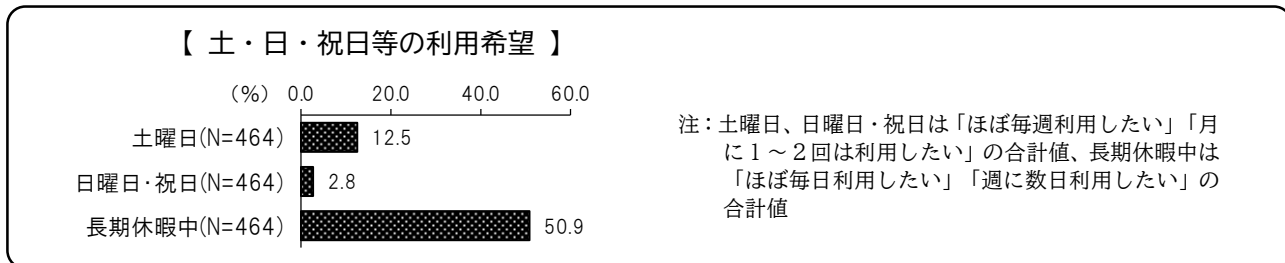 【 土・日・祝日等の利用希望 】
（%） 0.0 20.0 40.0 60.0
土曜日(N=464) 12.5
日曜日・祝日(N=464) 2.8
長期休暇中(N=464) 50.9
注：土曜日、日曜日・祝日は「ほぼ毎週利用したい」「月
に１～２回は利用したい」の合計値、長期休暇中は
「ほぼ毎日利用したい」「週に数日利用したい」の
合計値